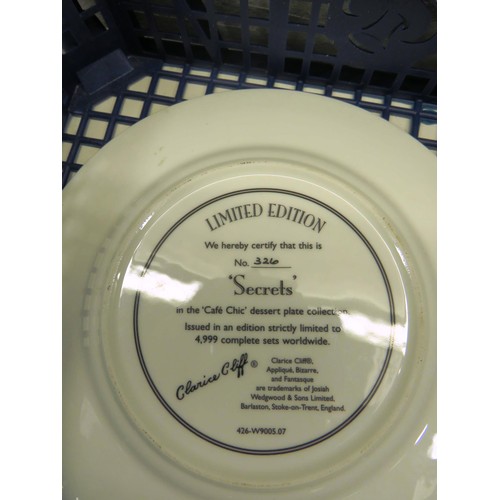 LIMITED EDITION
We hereby certify that this is
No. 326
'Secrets'
in the 'Café Chic' dessert plate collection.
Issued in an edition strictly limited to
4,999 complete sets worldwide.
Clarice Cliff ®
Clarice Cliff®,
Appliqué, Bizarre,
and Fantasque
are trademarks of Josiah
Wedgwood & Sons Limited,
Barlaston, Stoke-on-Trent, England.
426-W9005.07